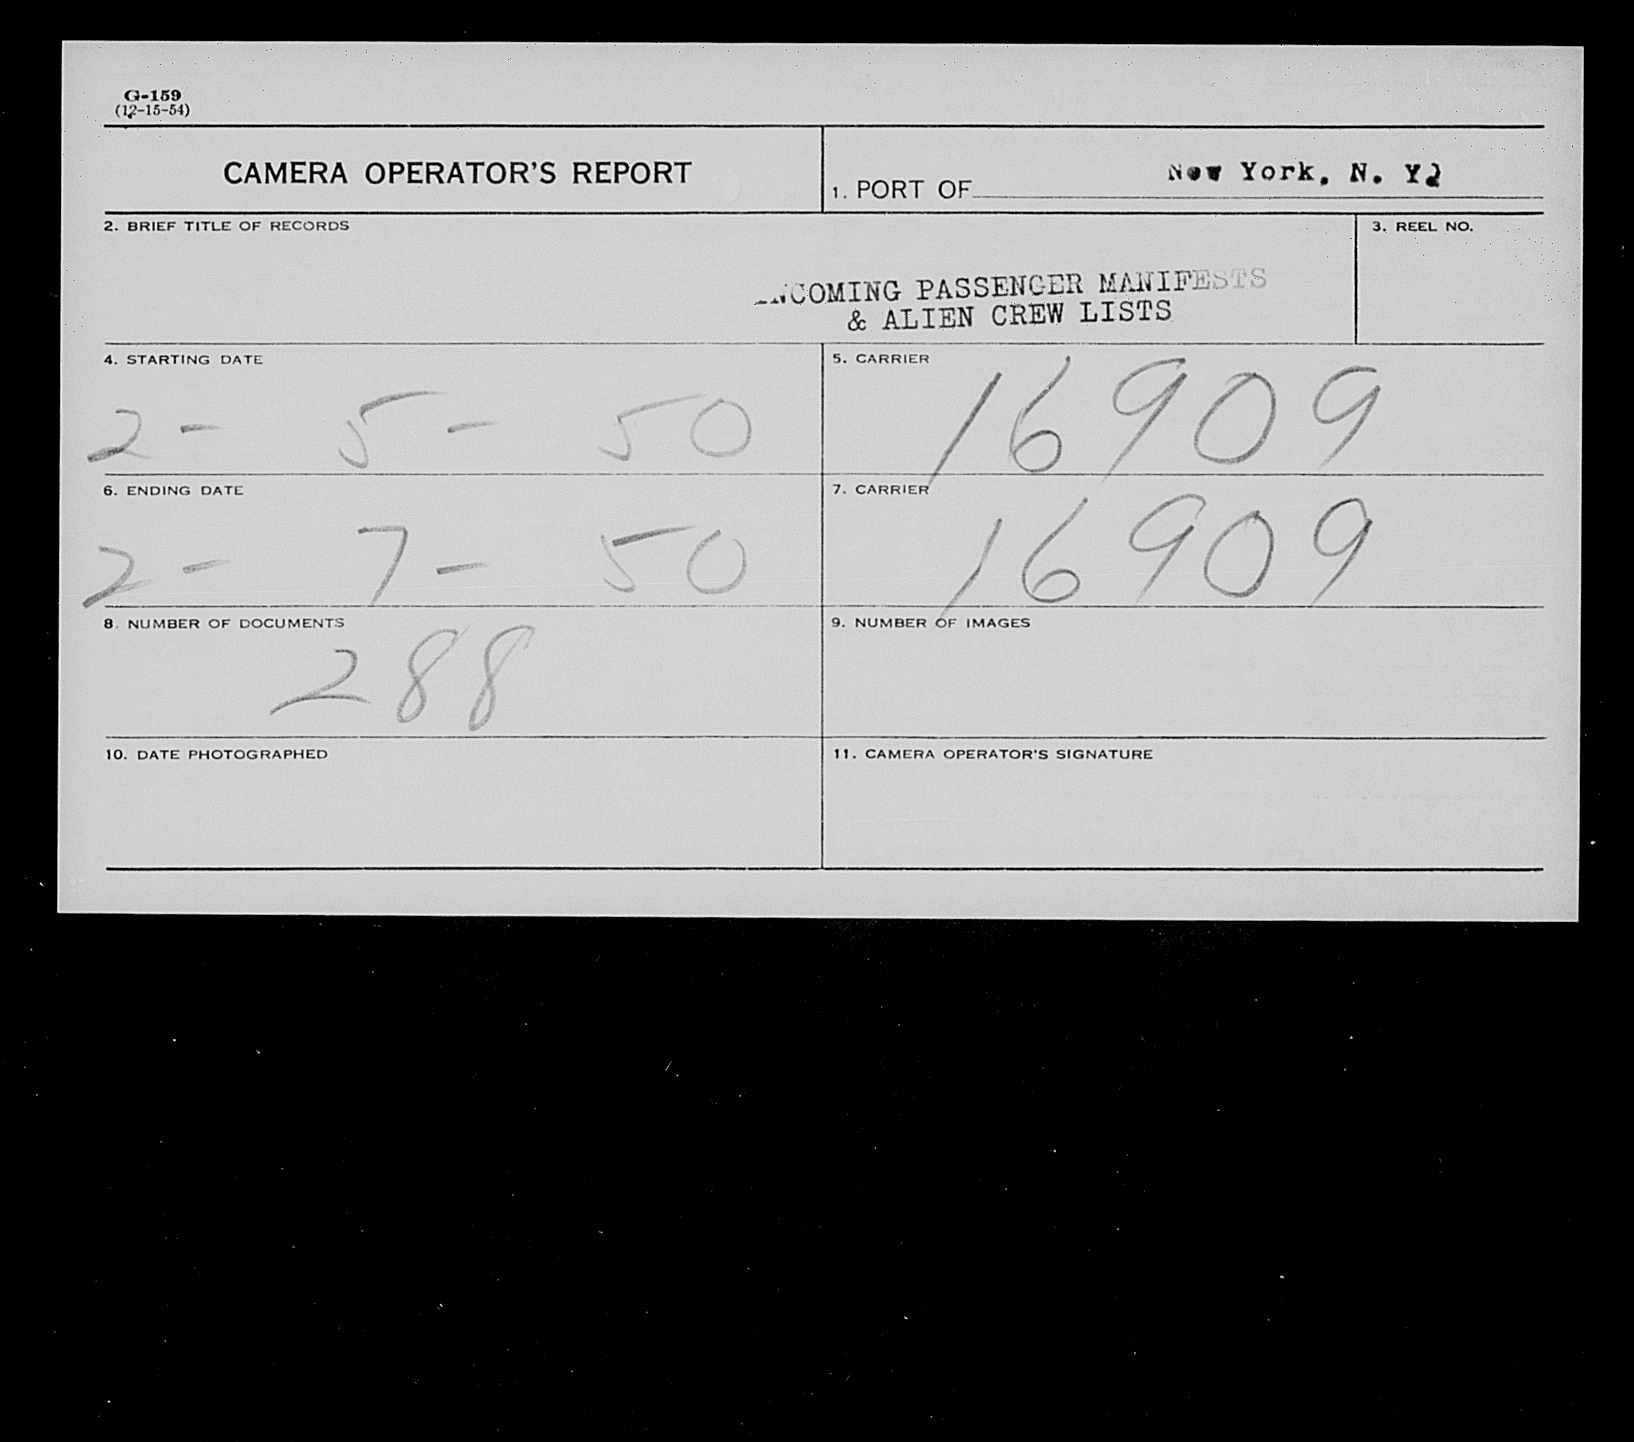 G-159
(12-15-54)
CAMERA OPERATOR'S REPORT
1. PORT OF New York, N. Y.
2. BRIEF TITLE OF RECORDS
3. REEL NO.
INCOMING PASSENGER MANIFESTS
& ALIEN CREW LISTS
4. STARTING DATE
2 - 5 - 50
5. CARRIER
16909
6. ENDING DATE
2 - 7 - 50
7. CARRIER
16909
8. NUMBER OF DOCUMENTS
288
9. NUMBER OF IMAGES
10. DATE PHOTOGRAPHED
11. CAMERA OPERATOR'S SIGNATURE